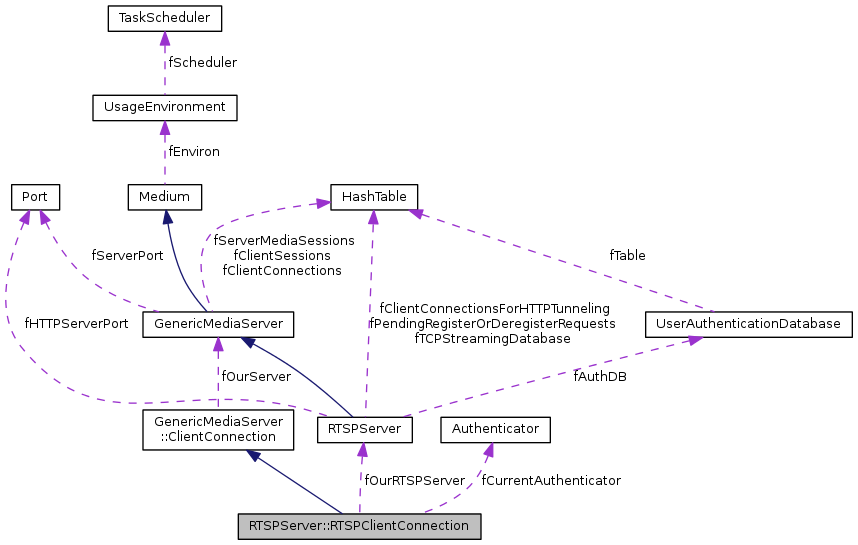 TaskScheduler
fScheduler
UsageEnvironment
fEnviron
Port
Medium
HashTable
fServerMediaSessions
fClientSessions
fClientConnections
fServerPort
fTable
fHTTPServerPort
GenericMediaServer
fClientConnectionsForHTTPTunneling
fPendingRegisterOrDeregisterRequests
fTCPStreamingDatabase
UserAuthenticationDatabase
fOurServer
fAuthDB
GenericMediaServer
::ClientConnection
RTSPServer
Authenticator
fOurRTSPServer
fCurrentAuthenticator
RTSPServer::RTSPClientConnection